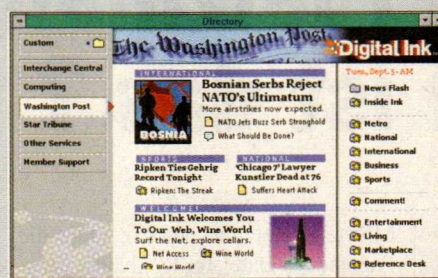 Directory
Custom
Interchange Central
Computing
Washington Post
Star Tribune
Other Services
Member Support
The Washington Post
Digital Ink
INTERNATIONAL
Bosnian Serbs Reject
NATO's Ultimatum
More airstrikes now expected.
NATO Jets Buzz Serb Stronghold
What Should Be Done?
BOSNIA
SPORTS
Ripken Ties Gehrig
Record Tonight
Ripken: The Streak
NATIONAL
'Chicago 7' Lawyer
Kunstler Dead at 76
Suffers Heart Attack
WELCOME!
Digital Ink Welcomes You
To Our Web, Wine World
Surf the Net, explore cellars.
Net Access
Wine World
Wine World
Tues., Sept. 5-AM
News Flash
Inside Ink
Metro
National
International
Business
Sports
Comment!
Entertainment
Living
Marketplace
Reference Desk